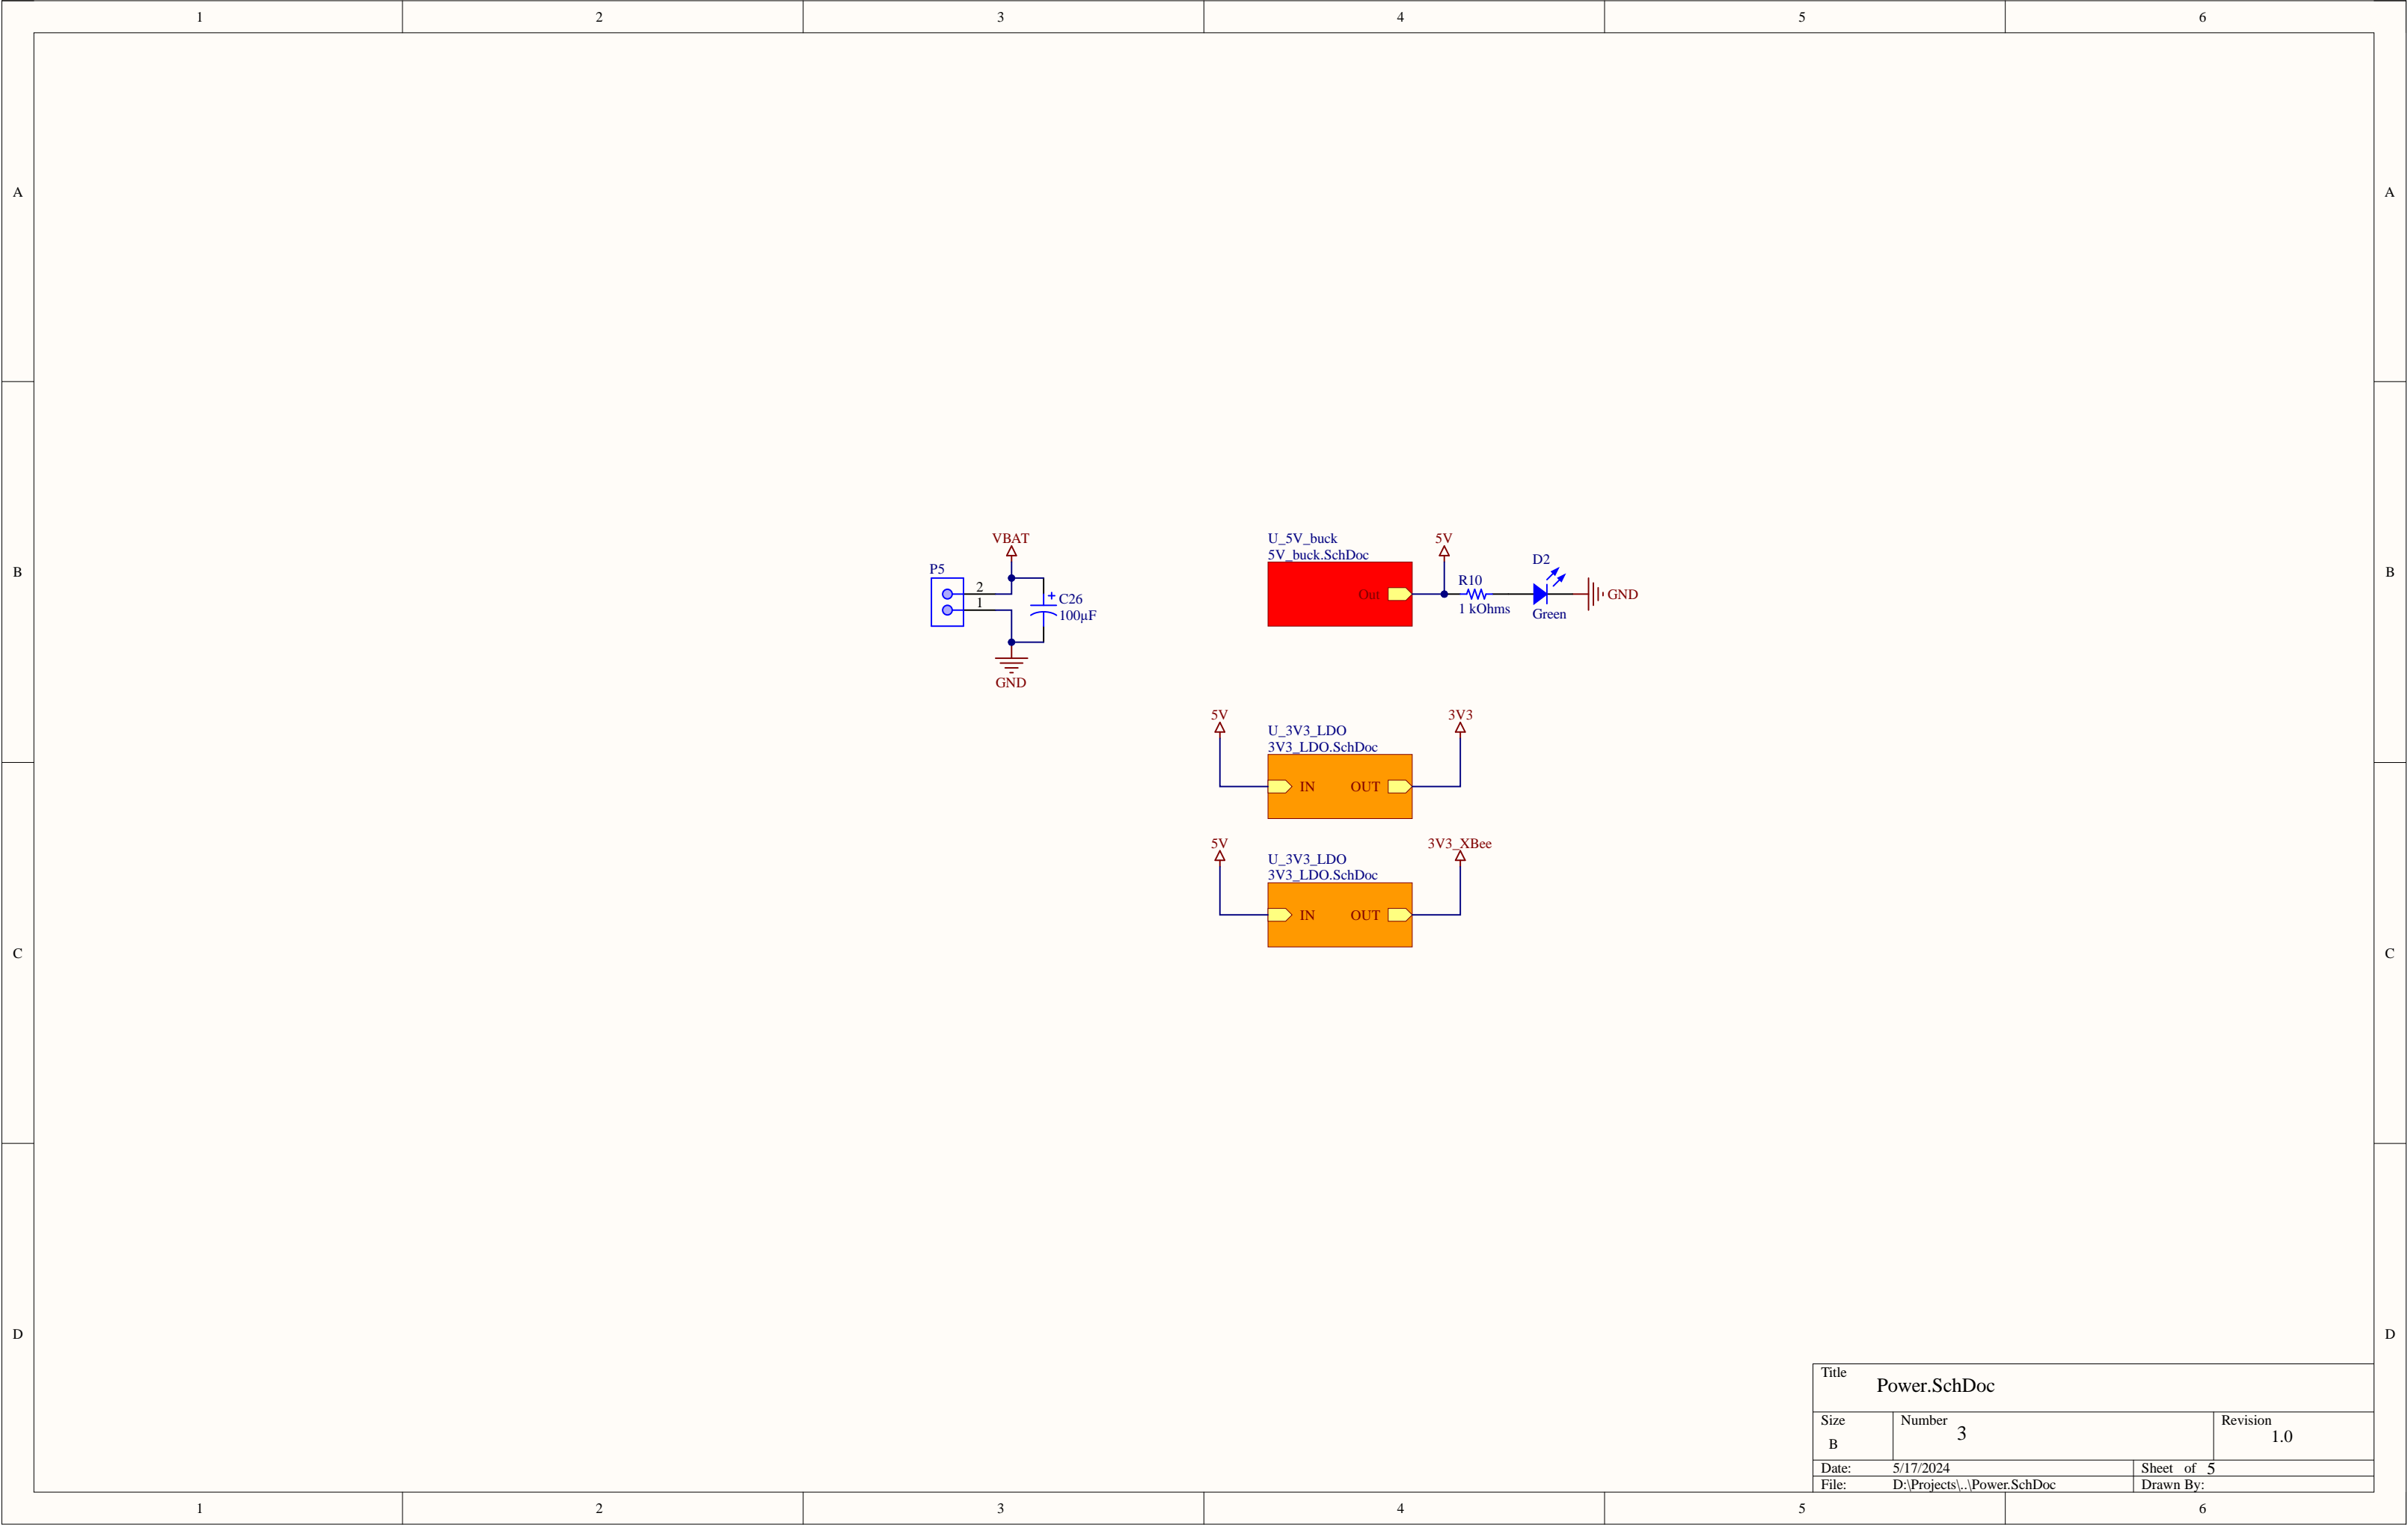 1 2 3 4 5 6
A A
B B
C C
D D
VBAT
P5
2
1
+
C26
100µF
GND
U_5V_buck
5V_buck.SchDoc
Out
5V
R10
1 kOhms
D2
Green
GND
5V
U_3V3_LDO
3V3_LDO.SchDoc
IN OUT
3V3
5V
U_3V3_LDO
3V3_LDO.SchDoc
IN OUT
3V3_XBee
Title
Power.SchDoc
Size Number Revision
B 3 1.0
Date: 5/17/2024 Sheet of 5
File: D:\Projects\..\Power.SchDoc Drawn By:
1 2 3 4 5 6